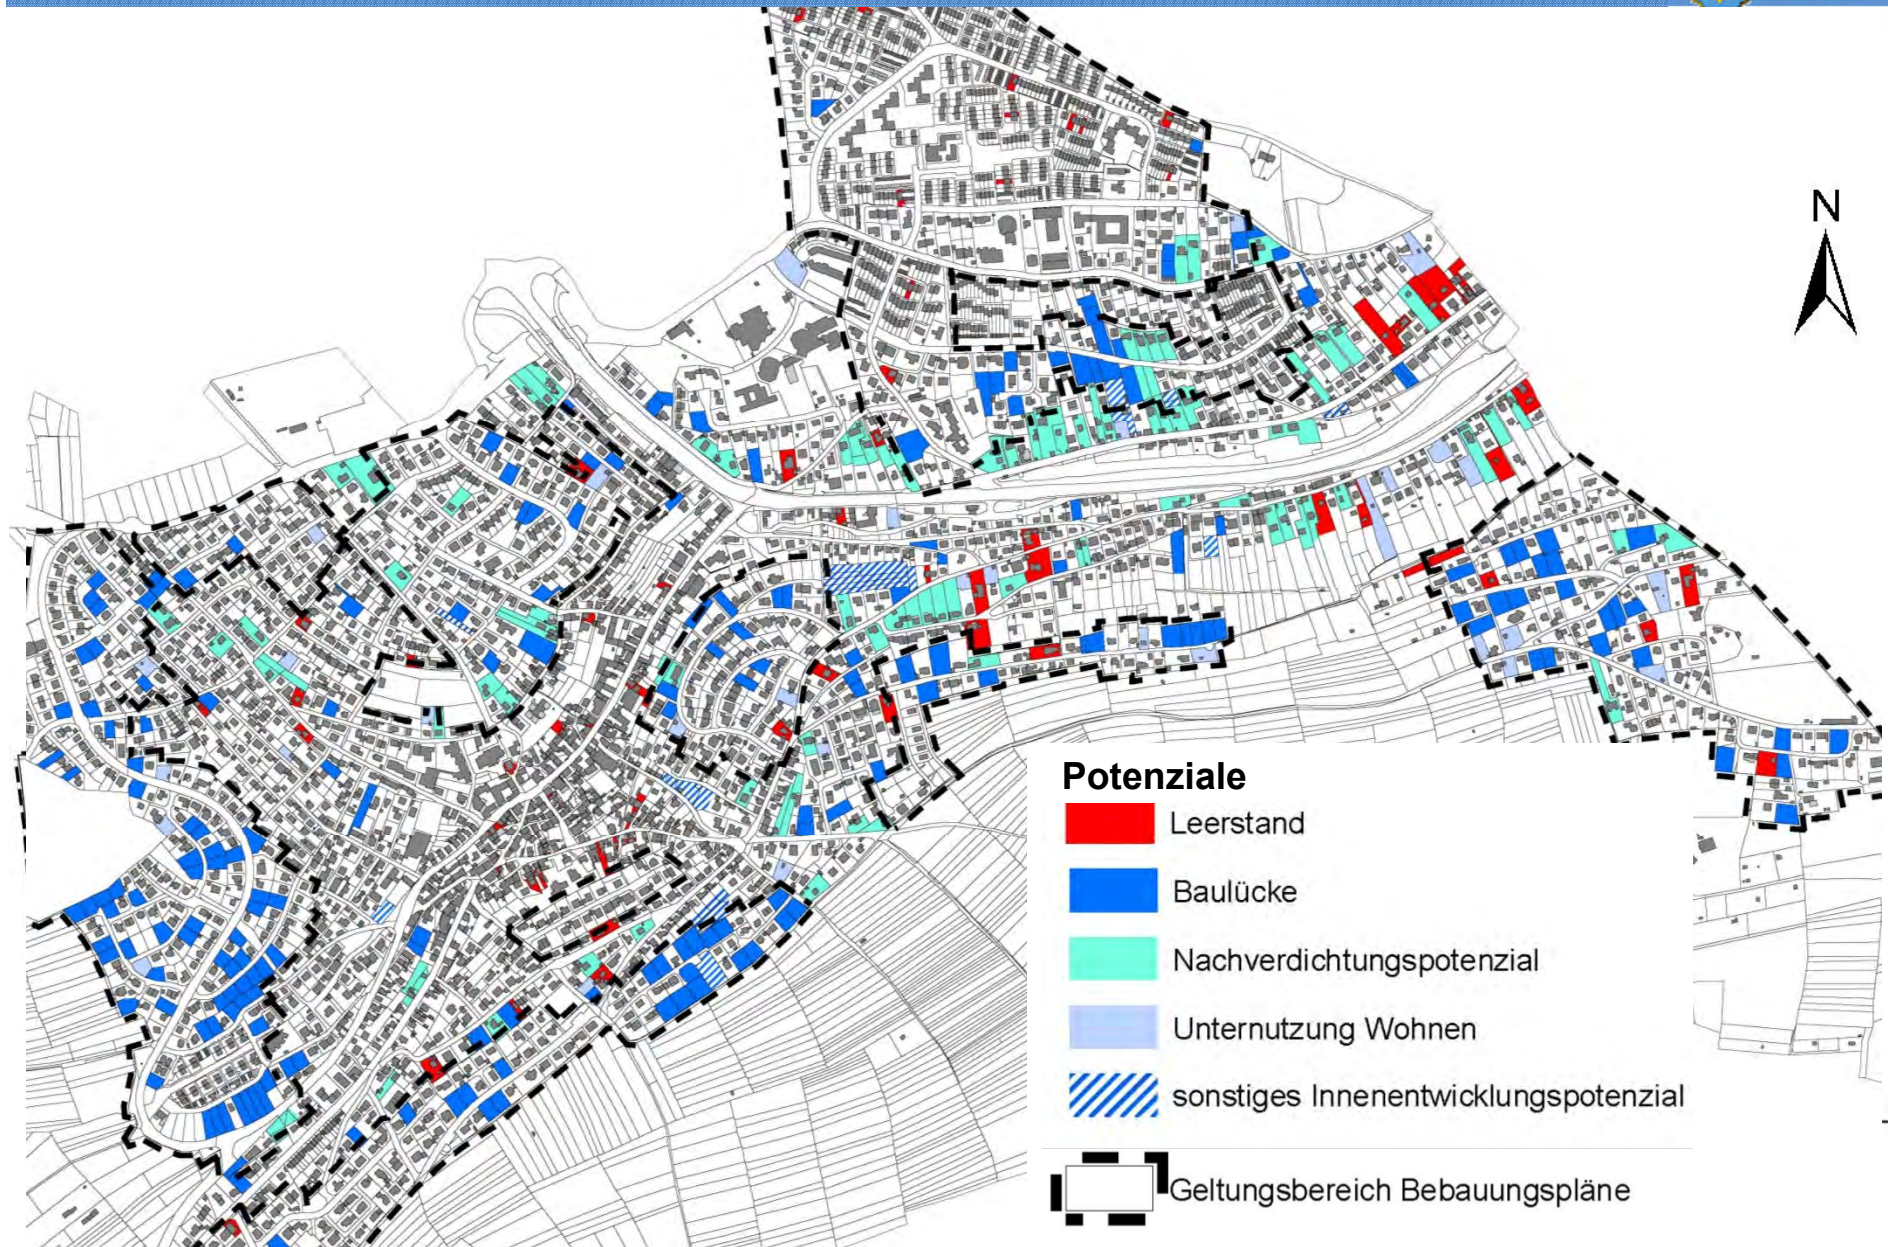 N
Potenziale
Leerstand
Baulücke
Nachverdichtungspotenzial
Unternutzung Wohnen
sonstiges Innenentwicklungspotenzial
Geltungsbereich Bebauungspläne